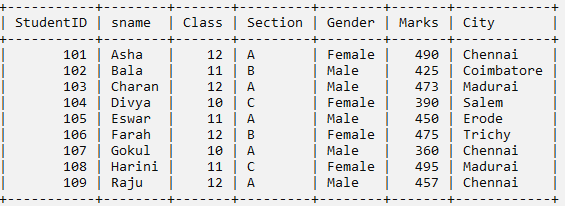 +-----------+--------+-------+---------+--------+-------+------------+
| StudentID | sname  | Class | Section | Gender | Marks | City       |
+-----------+--------+-------+---------+--------+-------+------------+
|       101 | Asha   |    12 | A       | Female |   490 | Chennai    |
|       102 | Bala   |    11 | B       | Male   |   425 | Coimbatore |
|       103 | Charan |    12 | A       | Male   |   473 | Madurai    |
|       104 | Divya  |    10 | C       | Female |   390 | Salem      |
|       105 | Eswar  |    11 | A       | Male   |   450 | Erode      |
|       106 | Farah  |    12 | B       | Female |   475 | Trichy     |
|       107 | Gokul  |    10 | A       | Male   |   360 | Chennai    |
|       108 | Harini |    11 | C       | Female |   495 | Madurai    |
|       109 | Raju   |    12 | A       | Male   |   457 | Chennai    |
+-----------+--------+-------+---------+--------+-------+------------+